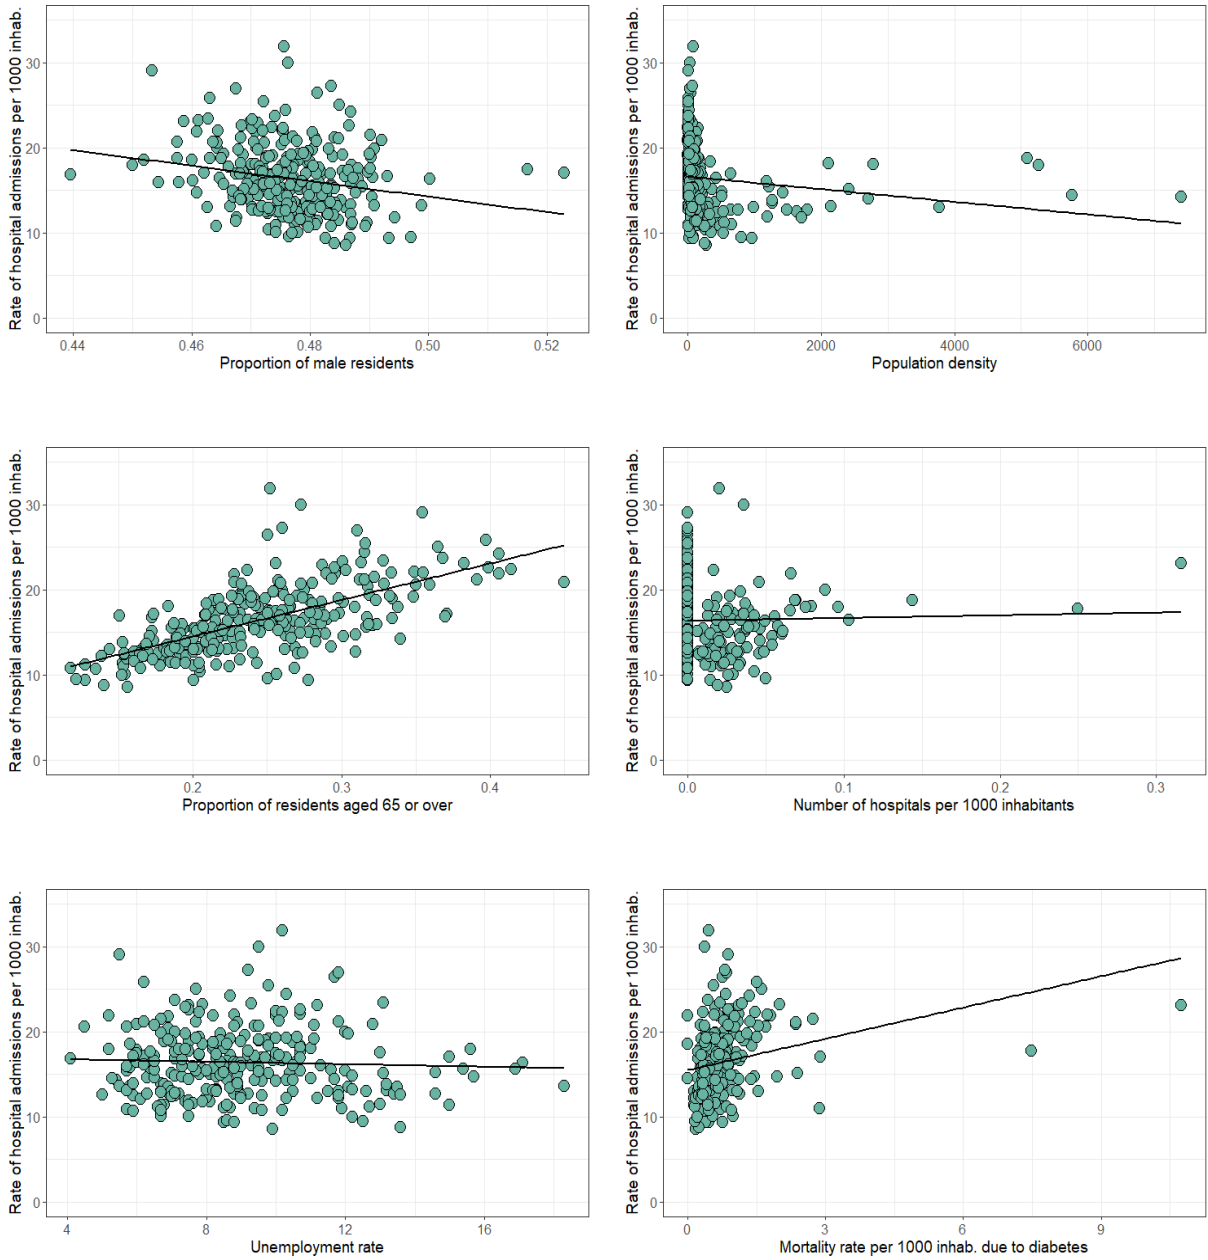 Rate of hospital admissions per 1000 inhab.
30
20
10
0
0.44 0.46 0.48 0.50 0.52
Proportion of male residents
Rate of hospital admissions per 1000 inhab.
30
20
10
0
0 2000 4000 6000
Population density
Rate of hospital admissions per 1000 inhab.
30
20
10
0
0.2 0.3 0.4
Proportion of residents aged 65 or over
Rate of hospital admissions per 1000 inhab.
30
20
10
0
0.0 0.1 0.2 0.3
Number of hospitals per 1000 inhabitants
Rate of hospital admissions per 1000 inhab.
30
20
10
0
4 8 12 16
Unemployment rate
Rate of hospital admissions per 1000 inhab.
30
20
10
0
0 3 6 9
Mortality rate per 1000 inhab. due to diabetes